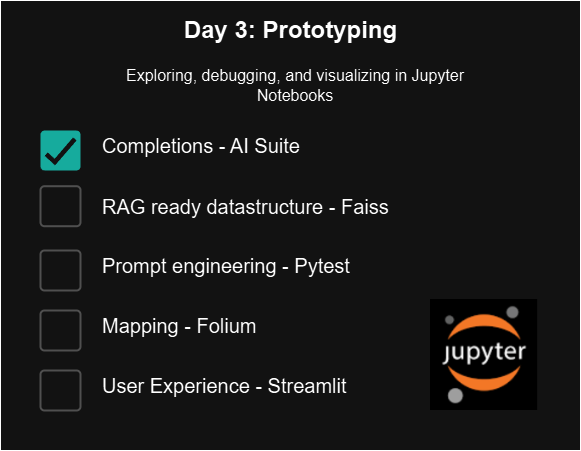 Day 3: Prototyping
Exploring, debugging, and visualizing in Jupyter
Notebooks
Completions - AI Suite
RAG ready datastructure - Faiss
Prompt engineering - Pytest
Mapping - Folium
jupyter
User Experience - Streamlit